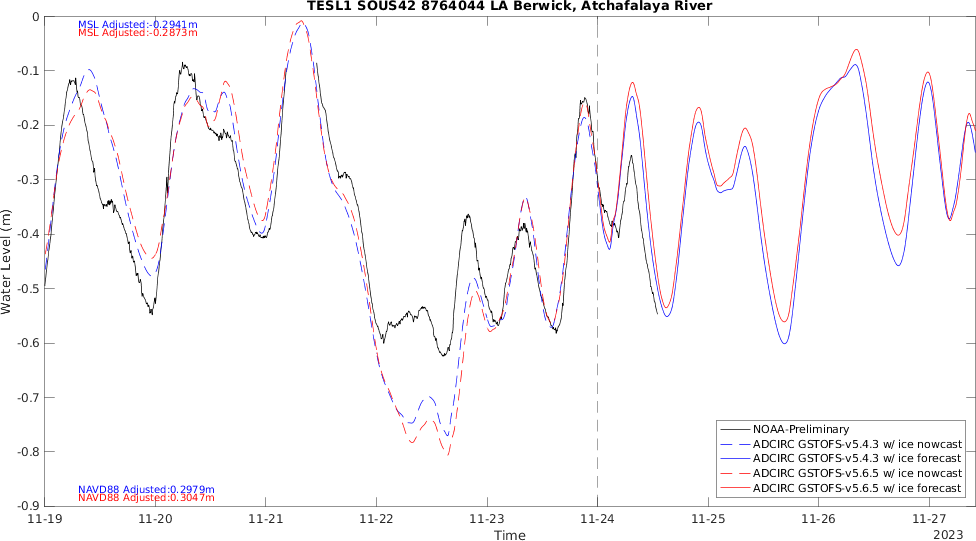 TESL1 SOUS42 8764044 LA Berwick, Atchafalaya River
MSL Adjusted:-0.2941m
MSL Adjusted:-0.2873m
0
-0.1
-0.2
-0.3
-0.4
-0.5
-0.6
-0.7
-0.8
-0.9
Water Level (m)
NOAA-Preliminary
ADCIRC GSTOFS-v5.4.3 w/ ice nowcast
ADCIRC GSTOFS-v5.4.3 w/ ice forecast
ADCIRC GSTOFS-v5.6.5 w/ ice nowcast
ADCIRC GSTOFS-v5.6.5 w/ ice forecast
NAVD88 Adjusted:0.2979m
NAVD88 Adjusted:0.3047m
11-19 11-20 11-21 11-22 11-23 11-24 11-25 11-26 11-27
Time
2023